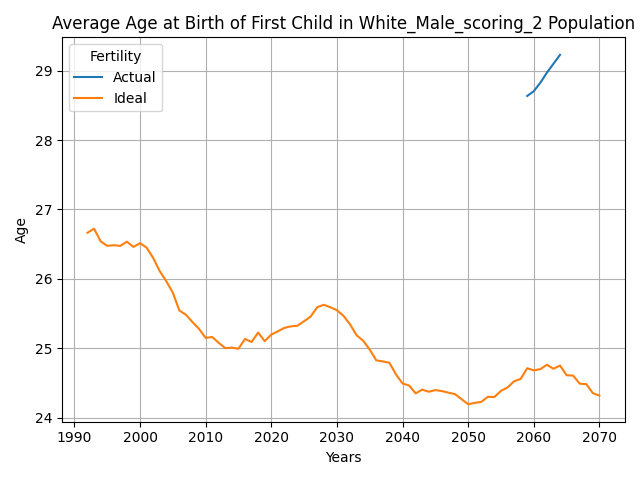 Average Age at Birth of First Child in White_Male_scoring_2 Population
Fertility
Actual
Ideal
29
28
27
26
25
24
Age
1990
2000
2010
2020
2030
2040
2050
2060
2070
Years